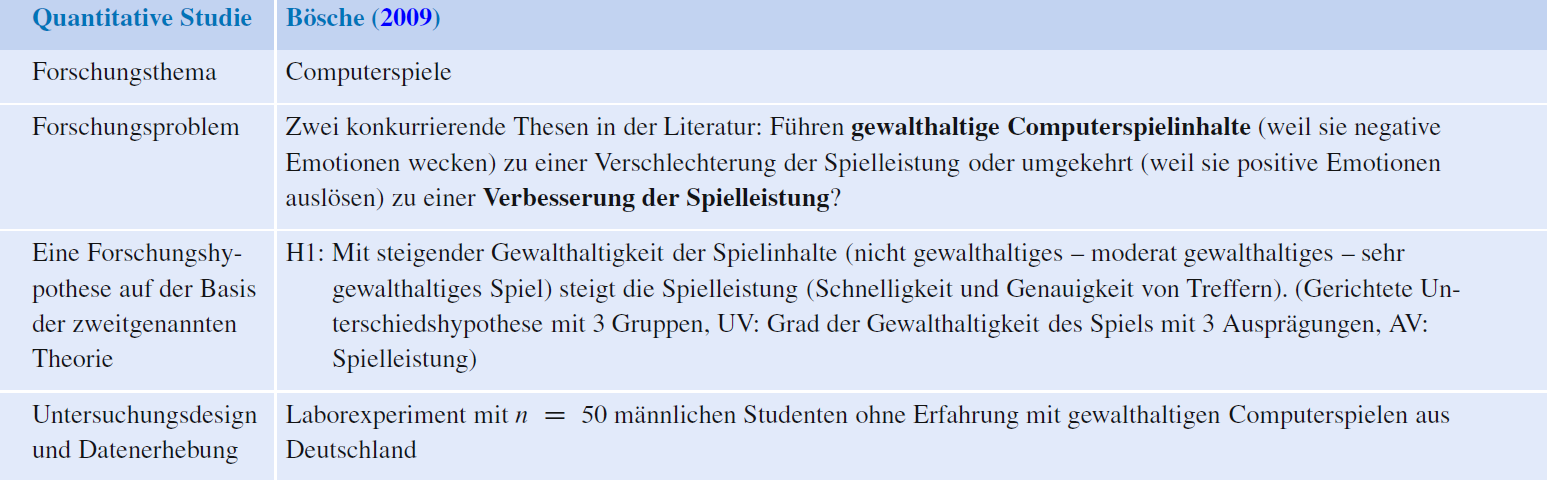 Quantitative Studie Bösche (2009)
Forschungsthema Computerspiele
Forschungsproblem Zwei konkurrierende Thesen in der Literatur: Führen gewalthaltige Computerspielinhalte (weil sie negative
Emotionen wecken) zu einer Verschlechterung der Spielleistung oder umgekehrt (weil sie positive Emotionen
auslösen) zu einer Verbesserung der Spielleistung?
Eine Forschungshy-
pothese auf der Basis
der zweitgenannten
Theorie
H1: Mit steigender Gewalthaltigkeit der Spielinhalte (nicht gewalthaltiges – moderat gewalthaltiges – sehr
gewalthaltiges Spiel) steigt die Spielleistung (Schnelligkeit und Genauigkeit von Treffern). (Gerichtete Un-
terschiedshypothese mit 3 Gruppen, UV: Grad der Gewalthaltigkeit des Spiels mit 3 Ausprägungen, AV:
Spielleistung)
Untersuchungsdesign
und Datenerhebung
Laborexperiment mit n = 50 männlichen Studenten ohne Erfahrung mit gewalthaltigen Computerspielen aus
Deutschland